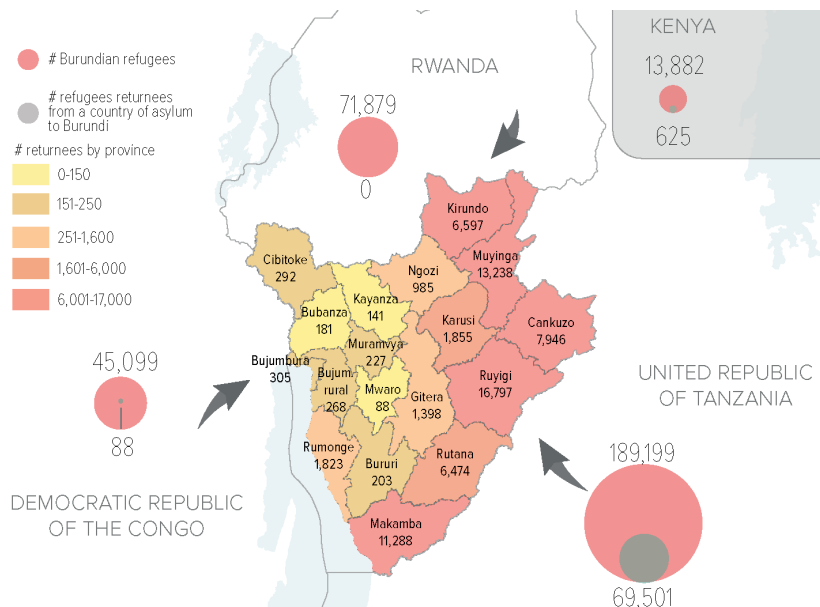 # Burundian refugees
# refugees returnees
from a country of asylum
to Burundi
# returnees by province
0-150
151-250
251-1,600
1,601-6,000
6,001-17,000
RWANDA
71,879
0
KENYA
13,882
625
Kirundo
6,597
Muyinga
13,238
Cibitoke
292
Ngozi
985
Kayanza
141
Bubanza
181
Karusi
1,855
Cankuzo
7,946
Muramvya
227
Bujumbura
305
Bujum.
rural
268
Mwaro
88
Gitera
1,398
Ruyigi
16,797
Rumonge
1,823
Bururi
203
Rutana
6,474
Makamba
11,288
45,099
88
DEMOCRATIC REPUBLIC
OF THE CONGO
UNITED REPUBLIC
OF TANZANIA
189,199
69,501